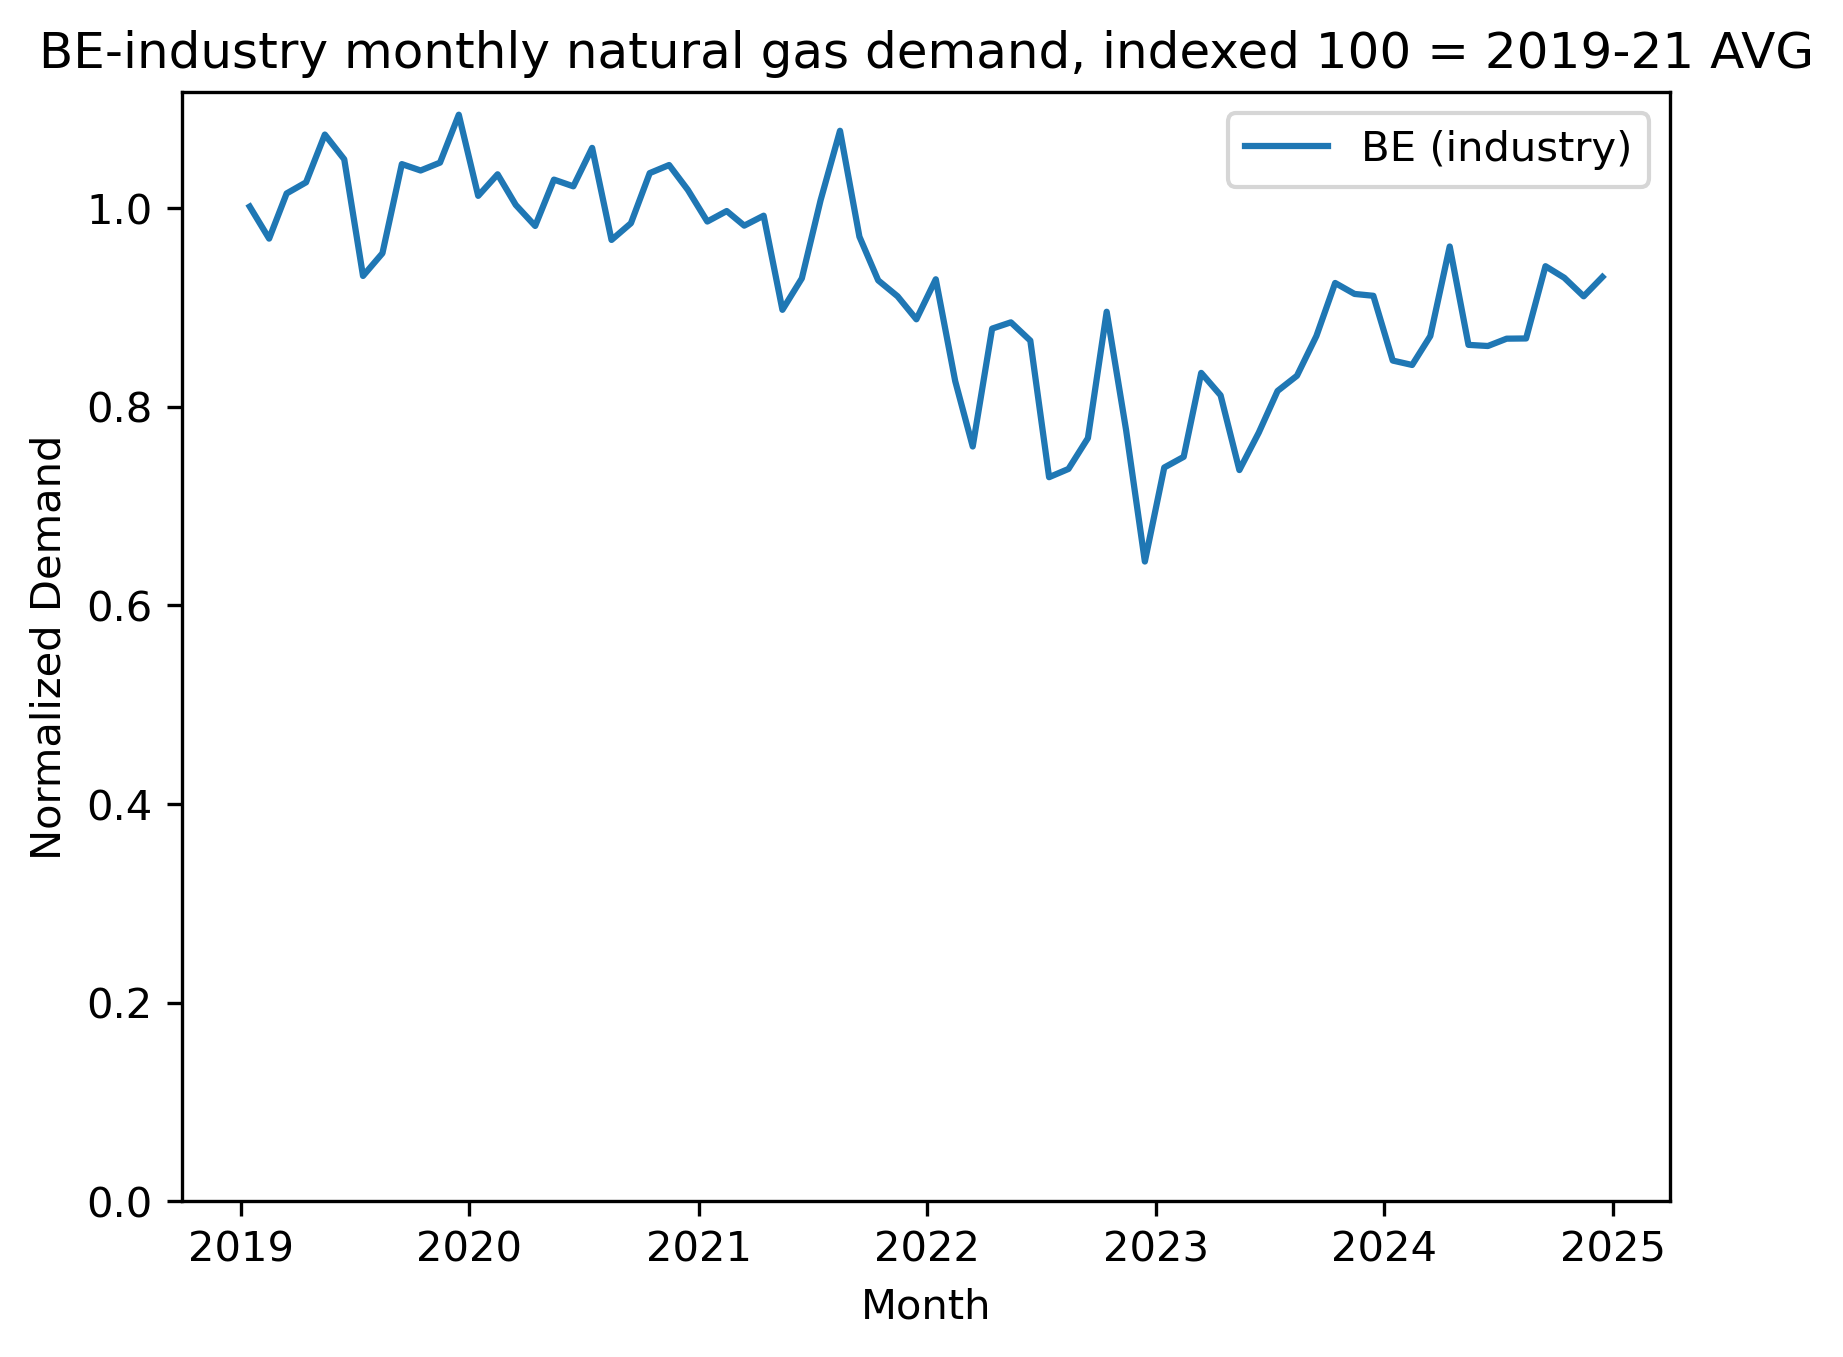 BE-industry monthly natural gas demand, indexed 100 = 2019-21 AVG
BE (industry)
Normalized Demand
1.0
0.8
0.6
0.4
0.2
0.0
2019 2020 2021 2022 2023 2024 2025
Month